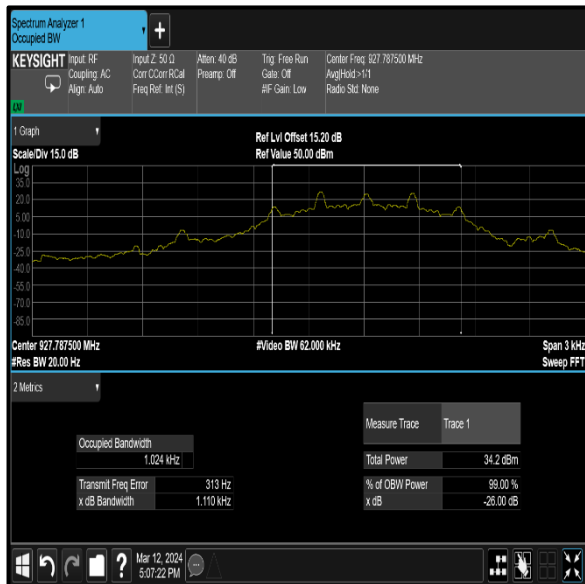 Spectrum Analyzer 1
Occupied BW
KEYSIGHT
Input: RF
Coupling: AC
Align: Auto
Input Z: 50 Ω
Corr CCorr RCal
Freq Ref: Int (S)
Atten: 40 dB
Preamp: Off
Trig: Free Run
Gate: Off
#IF Gain: Low
Center Freq: 927.787500 MHz
Avg|Hold:>1/1
Radio Std: None
LXI
1 Graph
Scale/Div 15.0 dB
Ref Lvl Offset 15.20 dB
Ref Value 50.00 dBm
Log
35.0
20.0
5.00
-10.0
-25.0
-40.0
-55.0
-70.0
-85.0
Center 927.787500 MHz
#Video BW 62.000 kHz
Span 3 kHz
#Res BW 20.00 Hz
Sweep FFT
2 Metrics
Occupied Bandwidth
1.024 kHz
Transmit Freq Error 313 Hz
x dB Bandwidth 1.110 kHz
Measure Trace Trace 1
Total Power 34.2 dBm
% of OBW Power 99.00 %
x dB -26.00 dB
?
Mar 12, 2024
5:07:22 PM